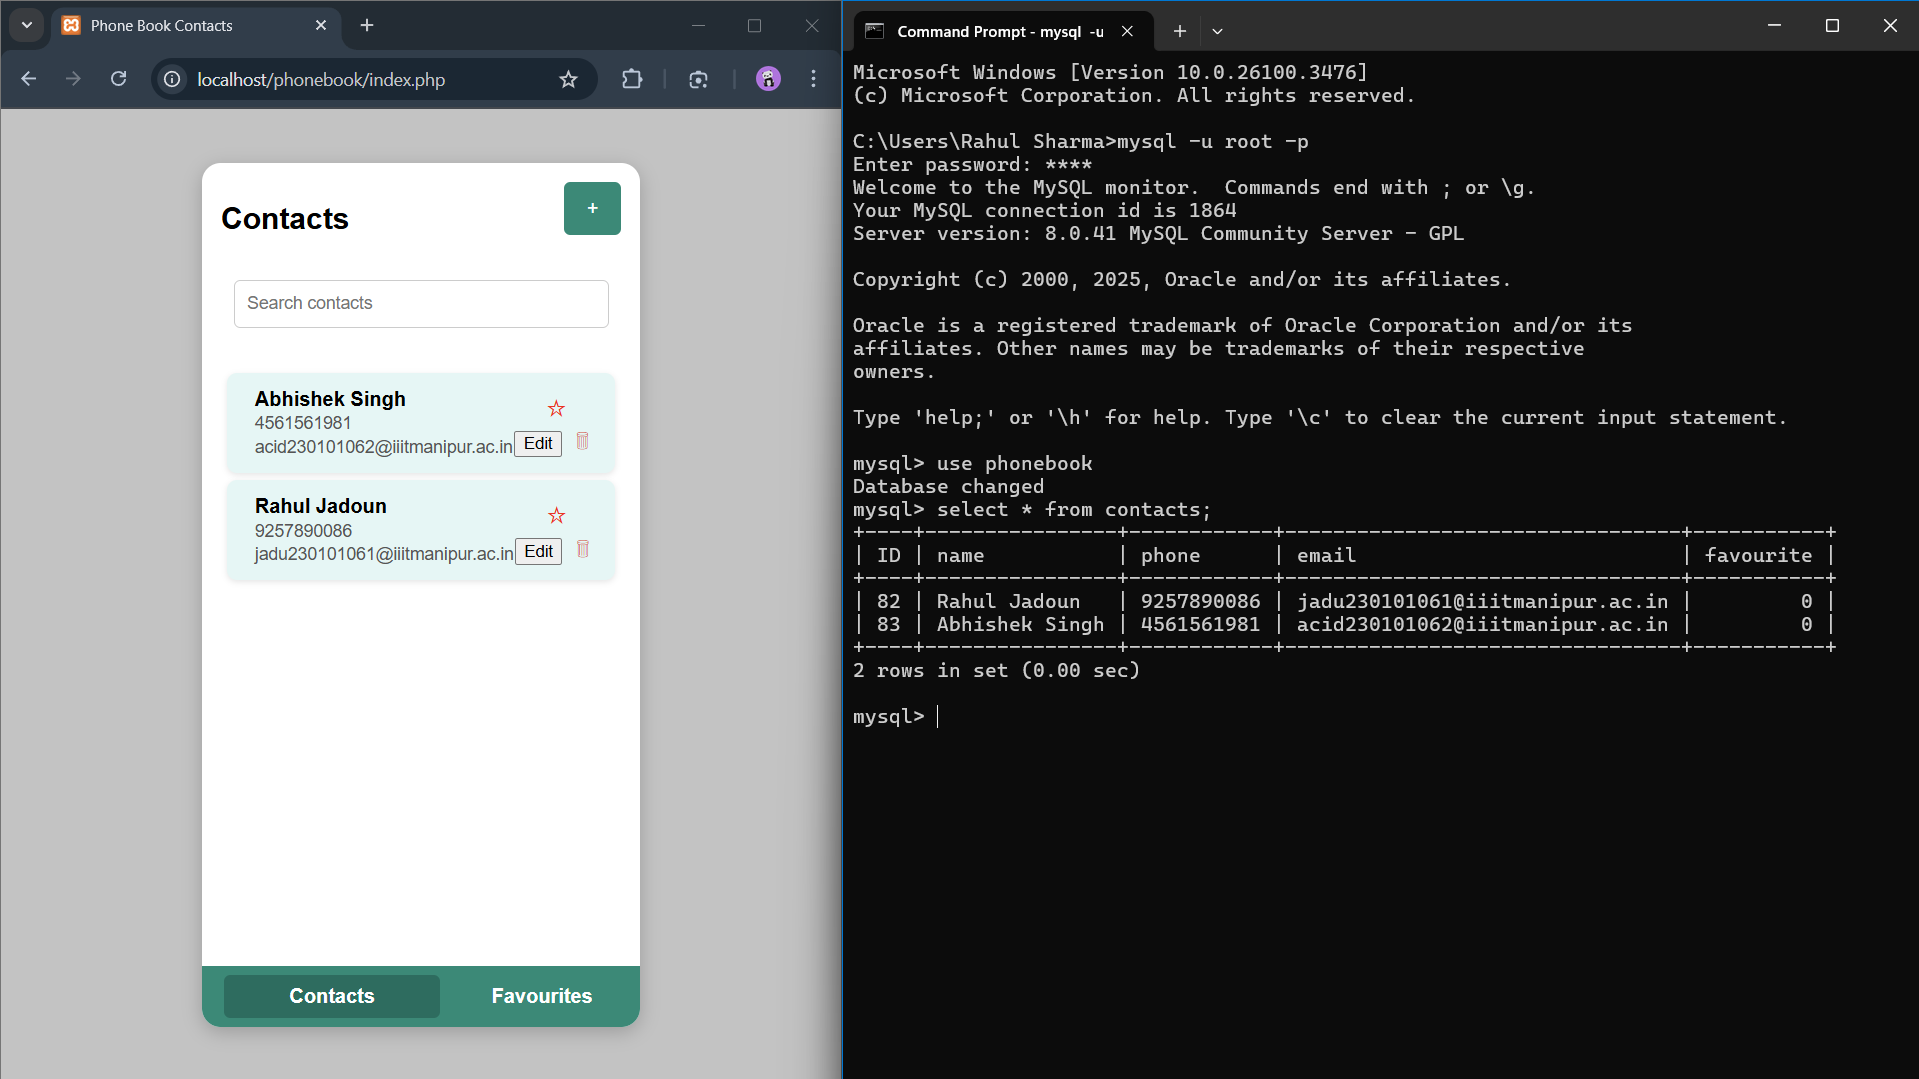 Phone Book Contacts
localhost/phonebook/index.php
Contacts
+
Search contacts
Abhishek Singh
4561561981
acid230101062@iiitmanipur.ac.in Edit
Rahul Jadoun
9257890086
jadu230101061@iiitmanipur.ac.in Edit
Contacts Favourites
Command Prompt - mysql -u
Microsoft Windows [Version 10.0.26100.3476]
(c) Microsoft Corporation. All rights reserved.
C:\Users\Rahul Sharma>mysql -u root -p
Enter password: ****
Welcome to the MySQL monitor.  Commands end with ; or \g.
Your MySQL connection id is 1864
Server version: 8.0.41 MySQL Community Server - GPL
Copyright (c) 2000, 2025, Oracle and/or its affiliates.
Oracle is a registered trademark of Oracle Corporation and/or its
affiliates. Other names may be trademarks of their respective
owners.
Type 'help;' or '\h' for help. Type '\c' to clear the current input statement.
mysql> use phonebook
Database changed
mysql> select * from contacts;
+----+----------------+------------+---------------------------------+-----------+
| ID | name           | phone      | email                           | favourite |
+----+----------------+------------+---------------------------------+-----------+
| 82 | Rahul Jadoun   | 9257890086 | jadu230101061@iiitmanipur.ac.in |         0 |
| 83 | Abhishek Singh | 4561561981 | acid230101062@iiitmanipur.ac.in |         0 |
+----+----------------+------------+---------------------------------+-----------+
2 rows in set (0.00 sec)
mysql>